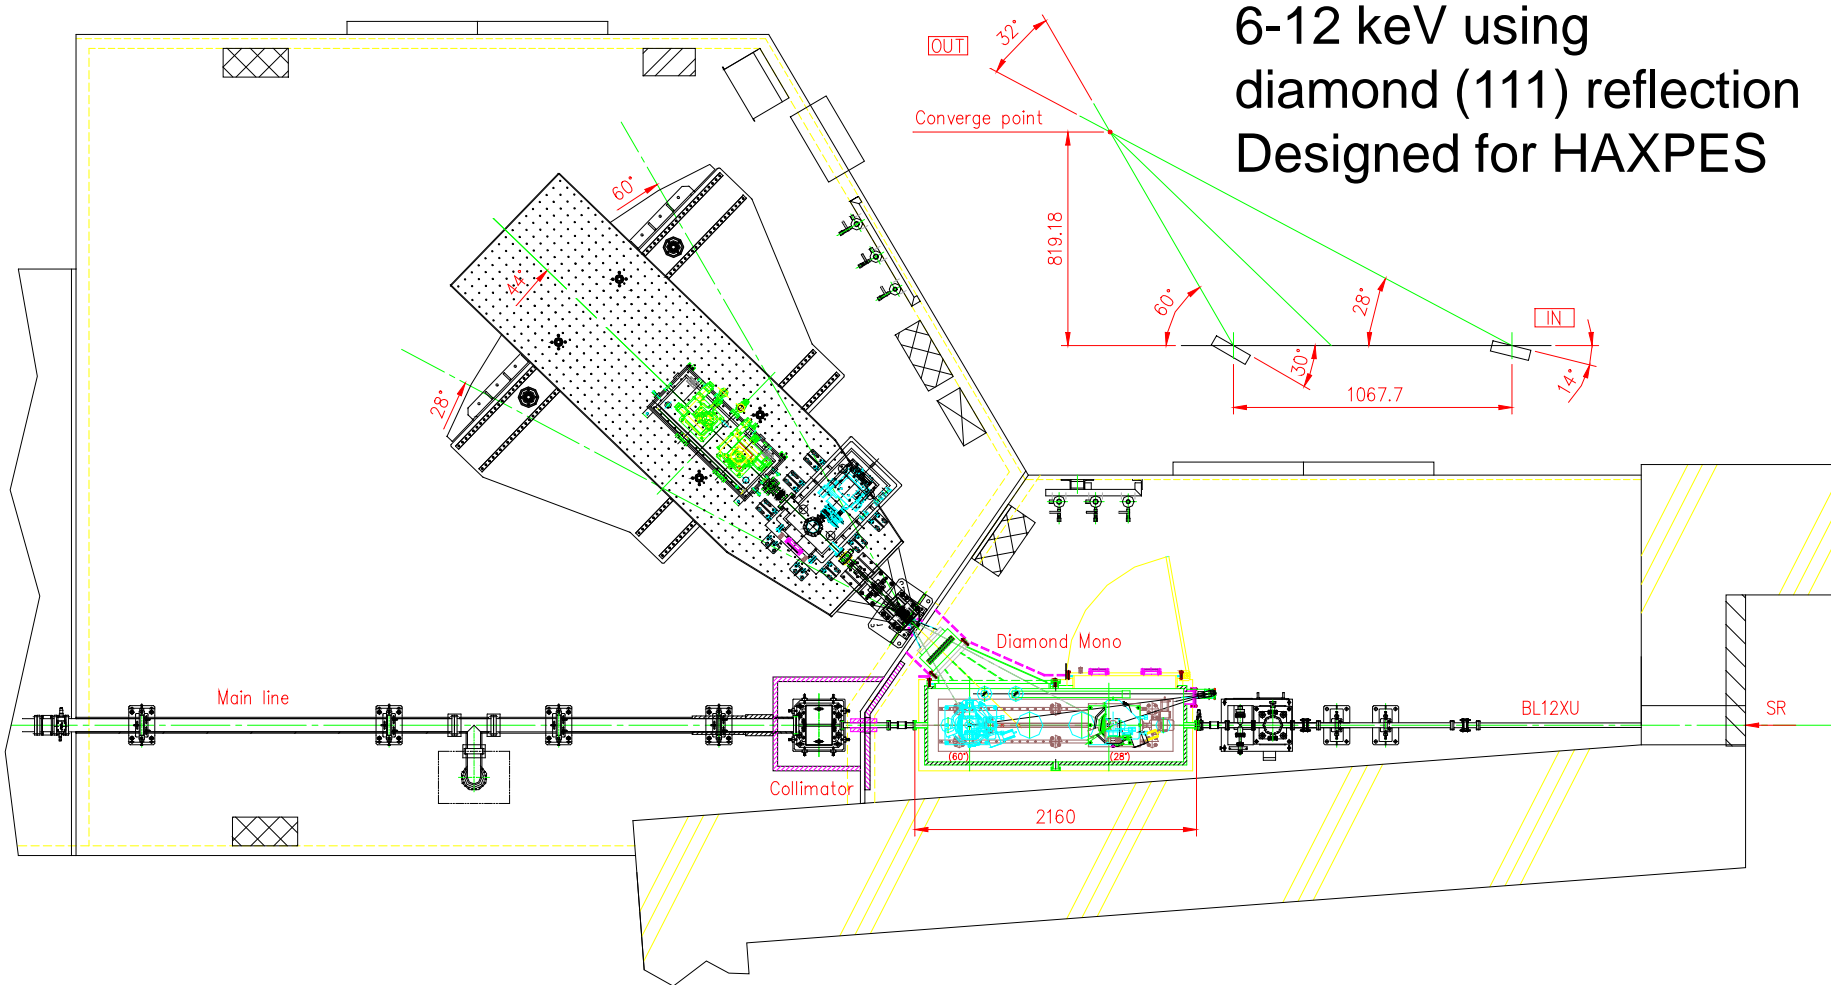 6-12 keV using
diamond (111) reflection
Designed for HAXPES
OUT
32°
Converge point
819.18
60°
28°
IN
30°
14°
1067.7
60°
44°
28°
Diamond Mono
Main line
BL12XU
SR
(60°)
(28°)
Collimator
2160